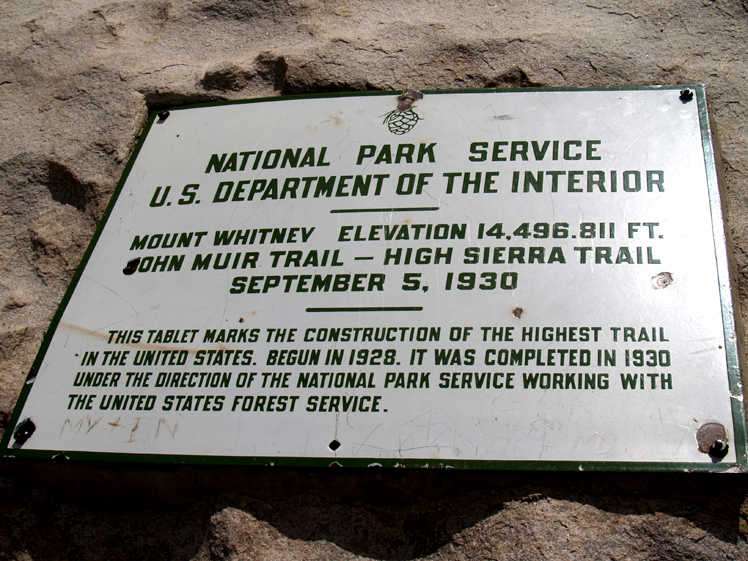 NATIONAL PARK SERVICE
U.S. DEPARTMENT OF THE INTERIOR
MOUNT WHITNEY ELEVATION 14,496.811 FT.
JOHN MUIR TRAIL — HIGH SIERRA TRAIL
SEPTEMBER 5, 1930
THIS TABLET MARKS THE CONSTRUCTION OF THE HIGHEST TRAIL
IN THE UNITED STATES. BEGUN IN 1928. IT WAS COMPLETED IN 1930
UNDER THE DIRECTION OF THE NATIONAL PARK SERVICE WORKING WITH
THE UNITED STATES FOREST SERVICE.